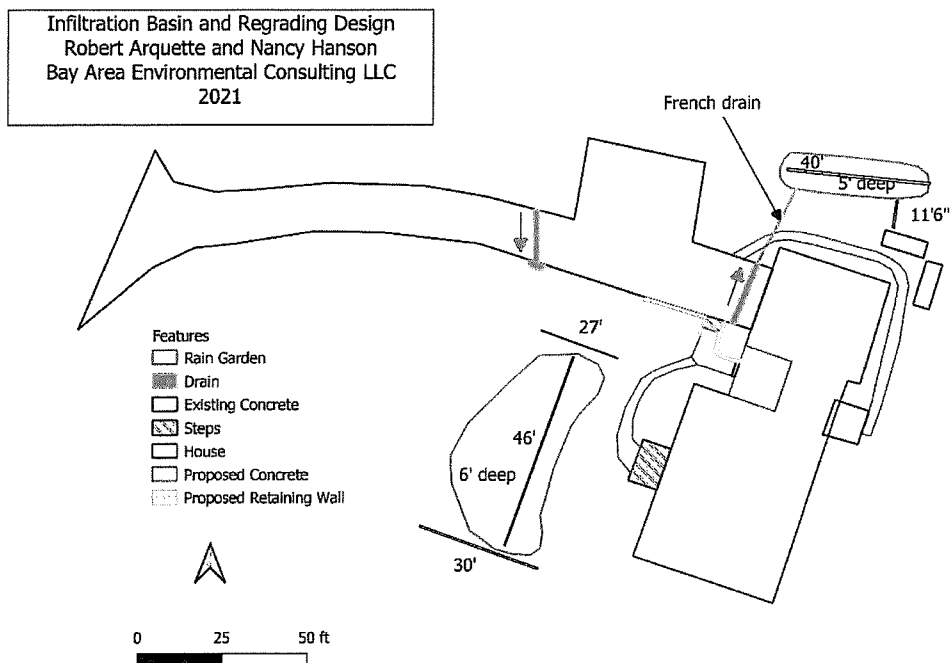 Infiltration Basin and Regrading Design
Robert Arquette and Nancy Hanson
Bay Area Environmental Consulting LLC
2021
French drain
40'
5' deep
11'6"
27'
46'
6' deep
30'
Features
Rain Garden
Drain
Existing Concrete
Steps
House
Proposed Concrete
Proposed Retaining Wall
0 25 50 ft